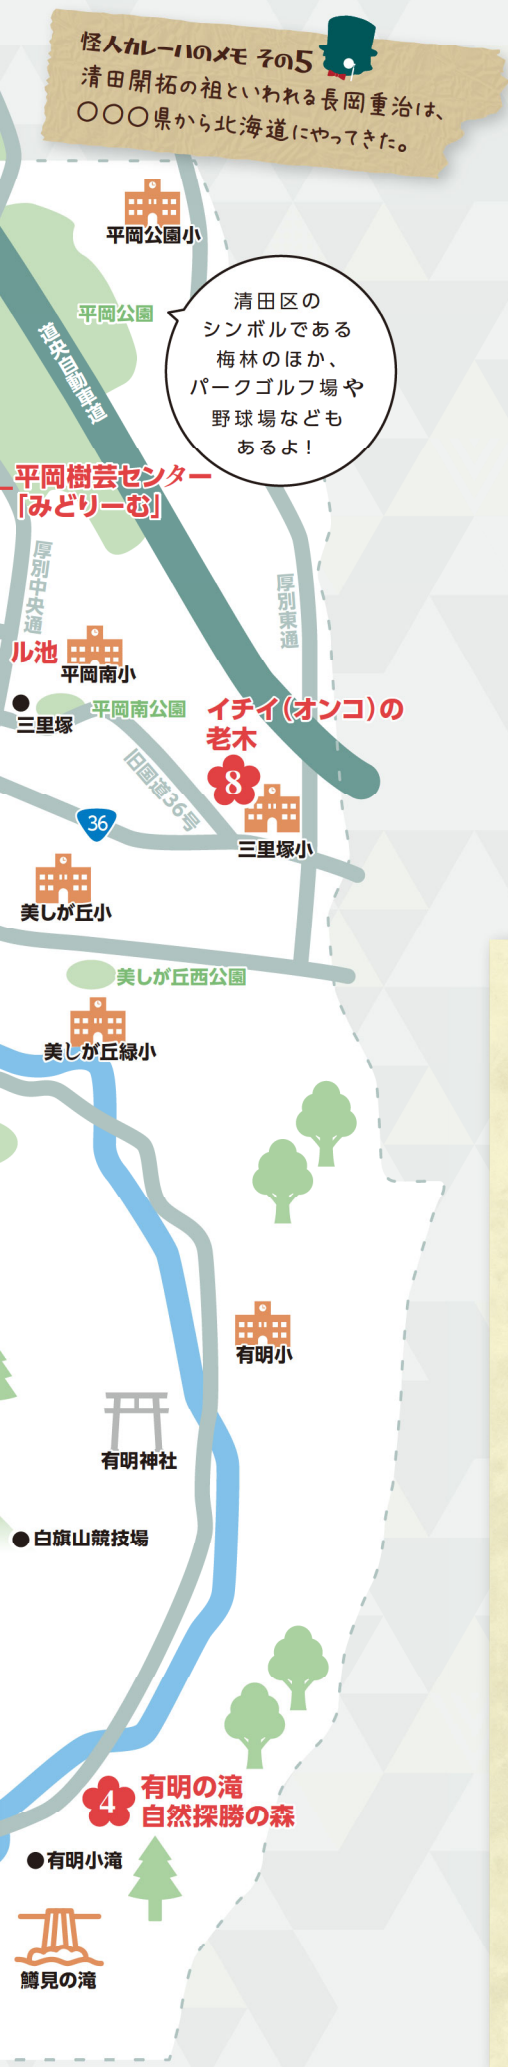 怪人カレーハのメモ その5
清田開拓の祖といわれる長岡重治は、
〇〇〇県から北海道にやってきた。
平岡公園小
平岡公園
清田区の
シンボルである
梅林のほか、
パークゴルフ場や
野球場なども
あるよ！
道央自動車道
平岡樹芸センター
「みどりーむ」
厚別中央通
厚別東通
ル池
平岡南小
三里塚
平岡南公園
イチイ（オンコ）の
老木
8
旧国道36号
36
三里塚小
美しが丘小
美しが丘西公園
美しが丘緑小
有明小
有明神社
白旗山競技場
4
有明の滝
自然探勝の森
有明小滝
鱒見の滝